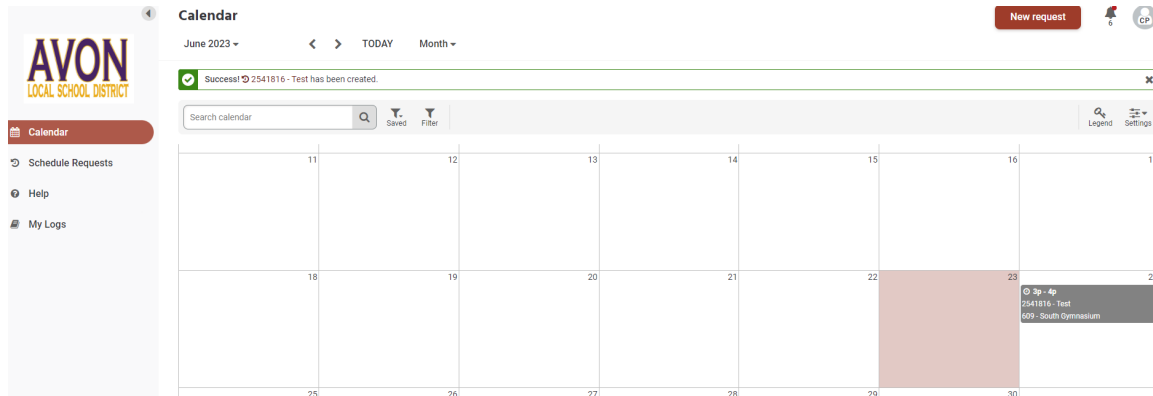 Calendar
New request
6
CP
AVON
LOCAL SCHOOL DISTRICT
June 2023
TODAY
Month
Success! 2541816 - Test has been created.
Search calendar
Saved
Filter
Legend
Settings
Calendar
Schedule Requests
Help
My Logs
11 12 13 14 15 16 1
18 19 20 21 22 23 2
3p - 4p
2541816 - Test
609 - South Gymnasium
25 26 27 28 29 30